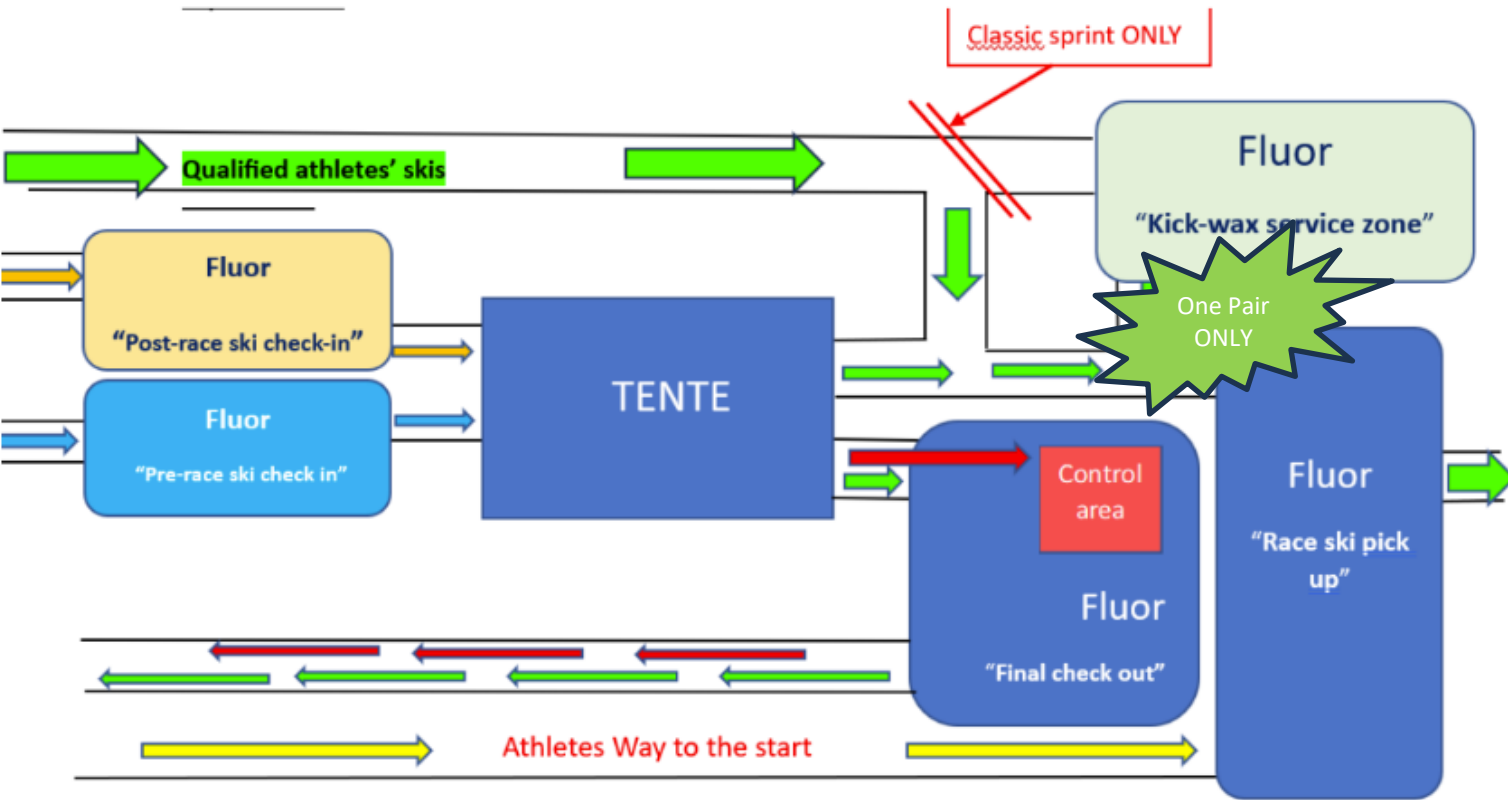 Classic sprint ONLY
Fluor
“Kick-wax service zone”
Qualified athletes’ skis
One Pair
ONLY
Fluor
“Post-race ski check-in”
Fluor
“Pre-race ski check in”
TENTE
Control
area
Fluor
“Final check out”
Fluor
“Race ski pick
up”
Athletes Way to the start